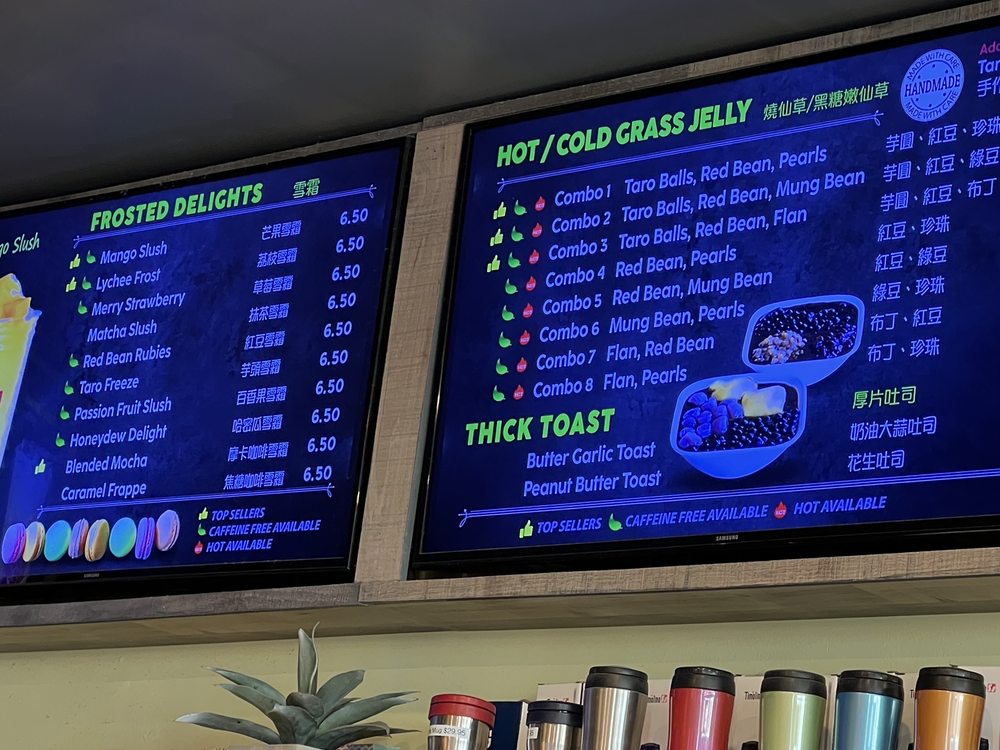 go Slush
FROSTED DELIGHTS 雪霜
Mango Slush 芒果雪霜 6.50
Lychee Frost 荔枝雪霜 6.50
Merry Strawberry 草莓雪霜 6.50
Matcha Slush 抹茶雪霜 6.50
Red Bean Rubies 紅豆雪霜 6.50
Taro Freeze 芋頭雪霜 6.50
Passion Fruit Slush 百香果雪霜 6.50
Honeydew Delight 哈密瓜雪霜 6.50
Blended Mocha 摩卡咖啡雪霜 6.50
Caramel Frappe 焦糖咖啡雪霜 6.50
TOP SELLERS
CAFFEINE FREE AVAILABLE
HOT AVAILABLE
SAMSUNG
HOT / COLD GRASS JELLY 燒仙草/黑糖嫩仙草
MADE WITH CARE
HANDMADE
MADE WITH CARE
Combo 1 Taro Balls, Red Bean, Pearls 芋圓、紅豆、珍珠
Combo 2 Taro Balls, Red Bean, Mung Bean 芋圓、紅豆、綠豆
Combo 3 Taro Balls, Red Bean, Flan 芋圓、紅豆、布丁
Combo 4 Red Bean, Pearls 紅豆、珍珠
Combo 5 Red Bean, Mung Bean 紅豆、綠豆
Combo 6 Mung Bean, Pearls 綠豆、珍珠
Combo 7 Flan, Red Bean 布丁、紅豆
Combo 8 Flan, Pearls 布丁、珍珠
THICK TOAST 厚片吐司
Butter Garlic Toast 奶油大蒜吐司
Peanut Butter Toast 花生吐司
TOP SELLERS CAFFEINE FREE AVAILABLE HOT HOT AVAILABLE
SAMSUNG
Mug $29.95